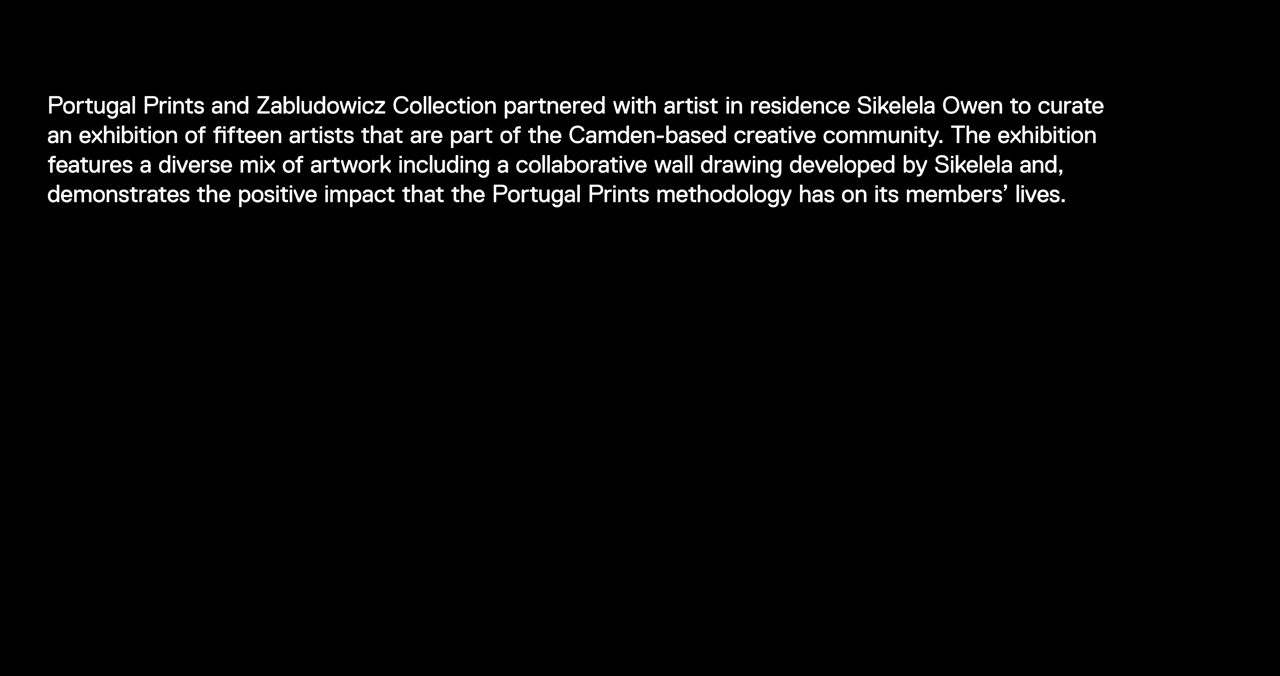 Portugal Prints and Zabludowicz Collection partnered with artist in residence Sikelela Owen to curate
an exhibition of fifteen artists that are part of the Camden-based creative community. The exhibition
features a diverse mix of artwork including a collaborative wall drawing developed by Sikelela and,
demonstrates the positive impact that the Portugal Prints methodology has on its members’ lives.